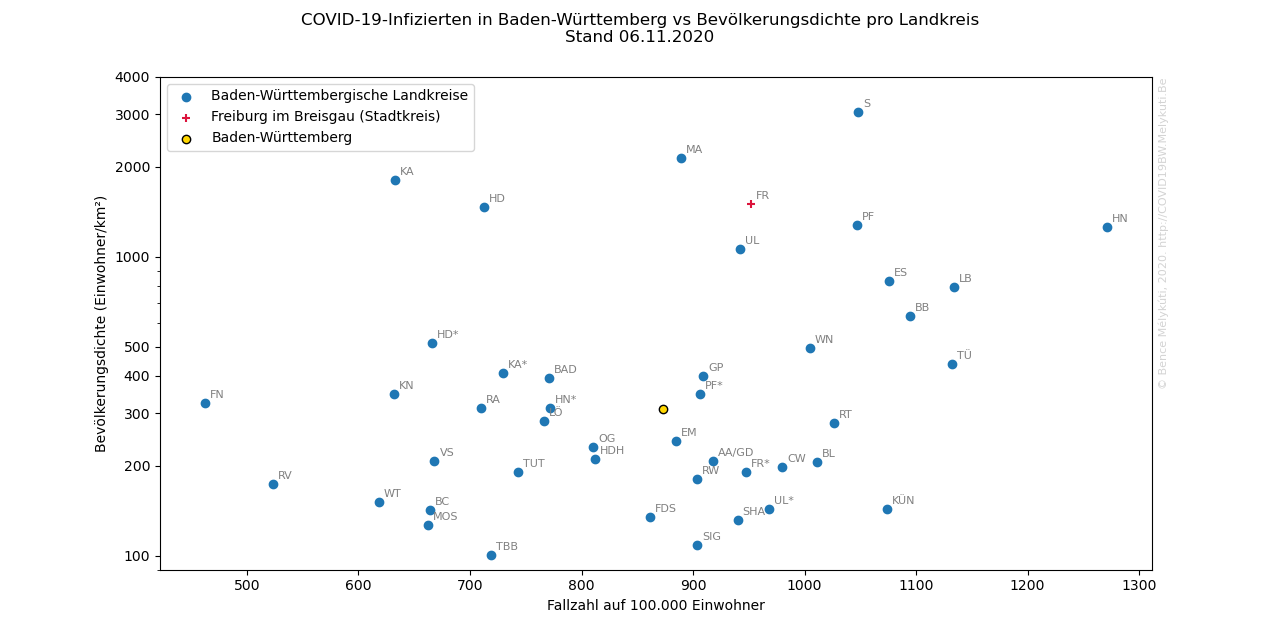 COVID-19-Infizierten in Baden-Württemberg vs Bevölkerungsdichte pro Landkreis
Stand 06.11.2020
Baden-Württembergische Landkreise
Freiburg im Breisgau (Stadtkreis)
Baden-Württemberg
Bevölkerungsdichte (Einwohner/km²)
4000
3000
2000
1000
500
400
300
200
100
S
MA
KA
HD
FR
PF
HN
UL
ES
LB
BB
HD*
WN
TÜ
KA*
BAD
GP
KN
PF*
FN
RA
HN*
LÖ
RT
EM
OG
HDH
VS
AA/GD
BL
CW
FR*
TUT
RW
RV
WT
BC
UL*
KÜN
MOS
FDS
SHA
SIG
TBB
500
600
700
800
900
1000
1100
1200
1300
Fallzahl auf 100.000 Einwohner
© Bence Mélykúti, 2020. http://COVID19BW.Melykuti.Be